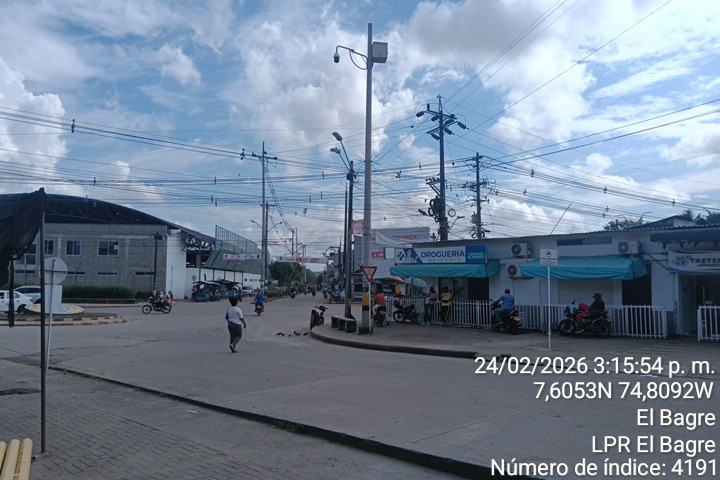 DROGUERIA
24/02/2026 3:15:54 p. m.
7,6053N 74,8092W
El Bagre
LPR El Bagre
Número de índice: 4191